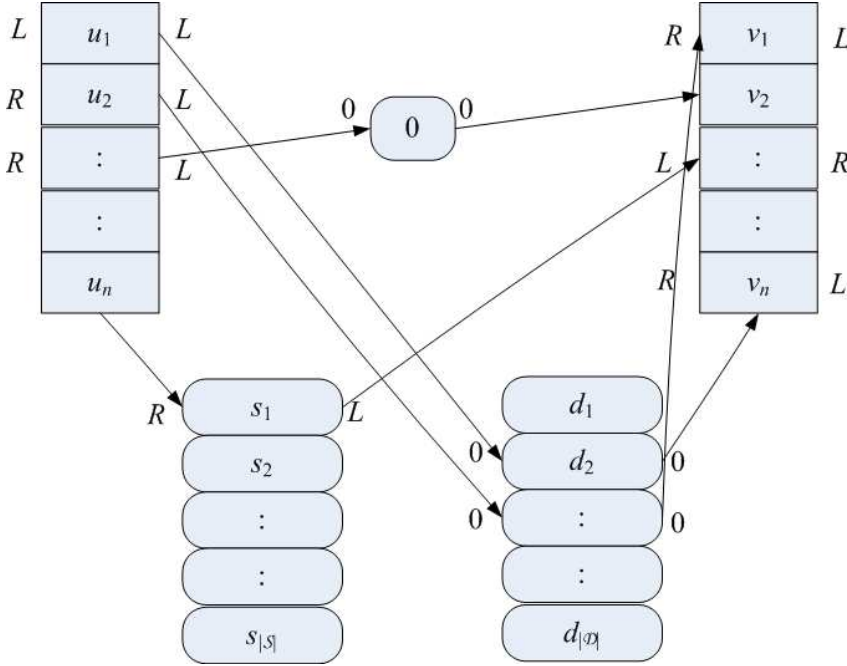 L u1 L R v1 L
R u2 L 0 0 0 v2
R : L L : R
: :
un R vn L
R s1 L d1
s2 0 d2 0
: 0 : 0
: :
s|S| d|D|